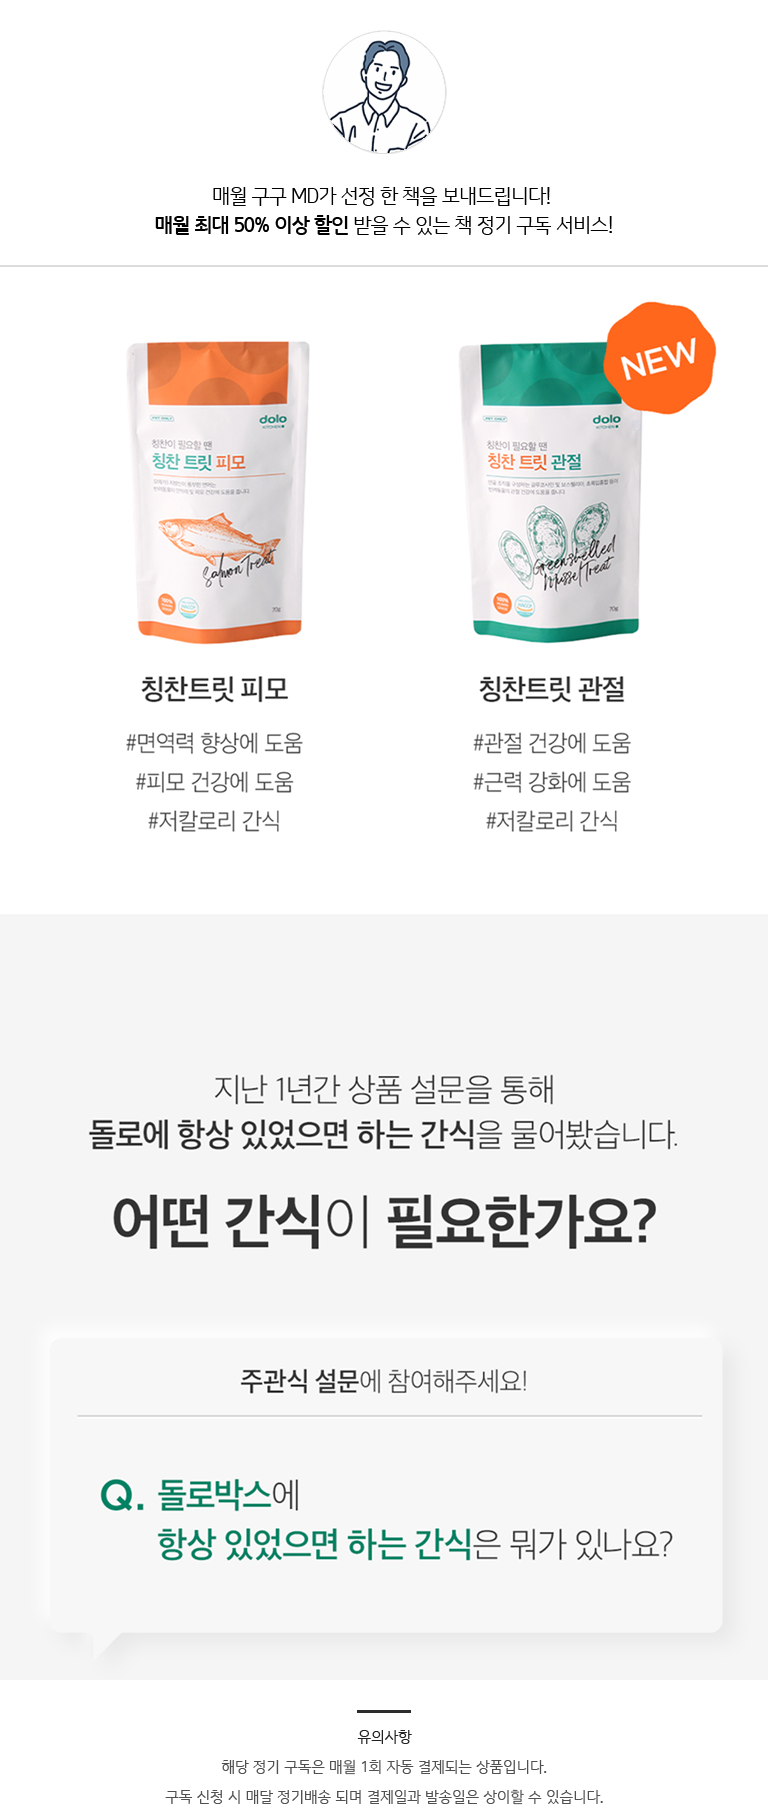 매월 구구 MD가 선정 한 책을 보내드립니다!
매월 최대 50% 이상 할인 받을 수 있는 책 정기 구독 서비스!
NEW
PET ONLY
dolo
KITCHEN
칭찬이 필요할 땐
칭찬 트릿 피모
Salmon Treat
100%
HACCP
70g
dolo
KITCHEN
칭찬이 필요할 땐
칭찬 트릿 관절
Greenshelled
Mussel Treat
100%
HACCP
70g
칭찬트릿 피모
#면역력 향상에 도움
#피모 건강에 도움
#저칼로리 간식
칭찬트릿 관절
#관절 건강에 도움
#근력 강화에 도움
#저칼로리 간식
지난 1년간 상품 설문을 통해
돌로에 항상 있었으면 하는 간식을 물어봤습니다.
어떤 간식이 필요한가요?
주관식 설문에 참여해주세요!
Q. 돌로박스에
항상 있었으면 하는 간식은 뭐가 있나요?
유의사항
해당 정기 구독은 매월 1회 자동 결제되는 상품입니다.
구독 신청 시 매달 정기배송 되며 결제일과 발송일은 상이할 수 있습니다.